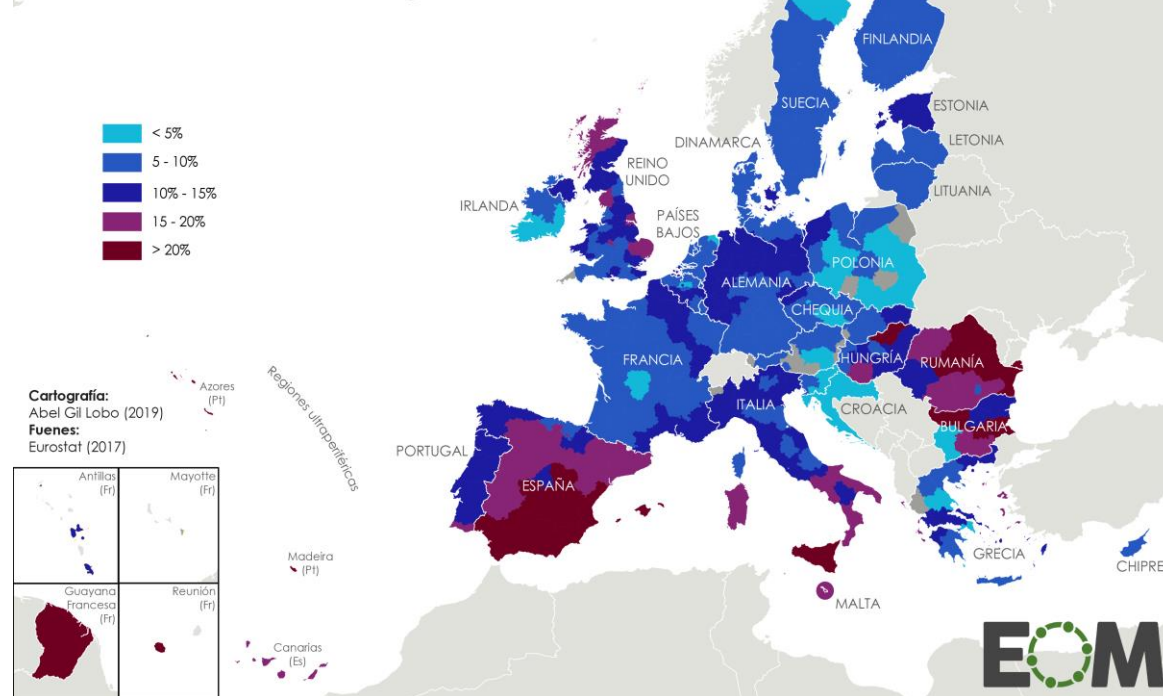 FINLANDIA
SUECIA
ESTONIA
LETONIA
LITUANIA
DINAMARCA
REINO
UNIDO
IRLANDA
PAÍSES
BAJOS
< 5%
5 - 10%
10% - 15%
15 - 20%
> 20%
POLONIA
ALEMANIA
CHEQUIA
FRANCIA
HUNGRÍA
RUMANÍA
ITALIA
CROACIA
BULGARIA
PORTUGAL
ESPAÑA
GRECIA
CHIPRE
MALTA
Azores
(Pt)
Regiones ultraperiféricas
Cartografía:
Abel Gil Lobo (2019)
Fuenes:
Eurostat (2017)
Antillas
(Fr)
Mayotte
(Fr)
Madeira
(Pt)
Guayana
Francesa
(Fr)
Reunión
(Fr)
Canarias
(Es)
EOM